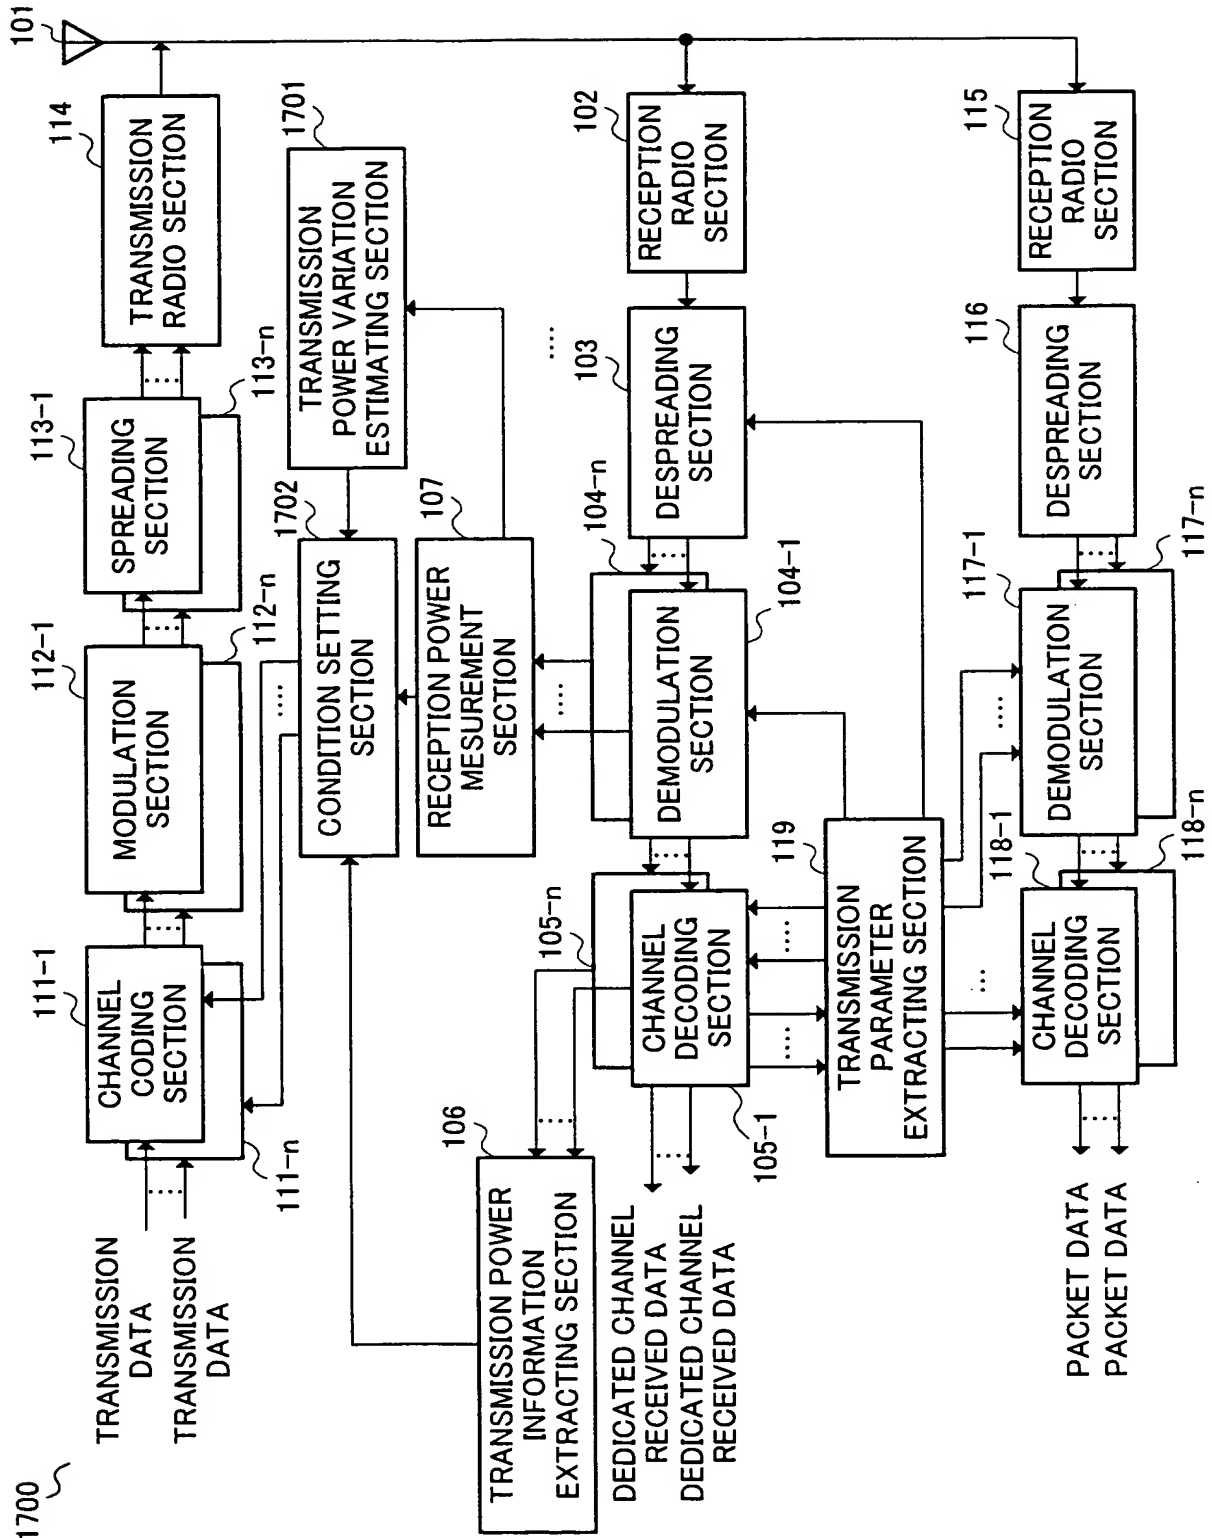 1700
TRANSMISSION
DATA
TRANSMISSION
DATA
111-1
CHANNEL
CODING
SECTION
111-n
112-1
MODULATION
SECTION
112-n
113-1
SPREADING
SECTION
113-n
114
TRANSMISSION
RADIO SECTION
101
1701
TRANSMISSION
POWER VARIATION
ESTIMATING SECTION
1702
CONDITION SETTING
SECTION
107
RECEPTION POWER
MESUREMENT
SECTION
106
TRANSMISSION POWER
INFORMATION
EXTRACTING SECTION
DEDICATED CHANNEL
RECEIVED DATA
DEDICATED CHANNEL
RECEIVED DATA
105-n
CHANNEL
DECODING
SECTION
105-1
104-n
DEMODULATION
SECTION
104-1
103
DESPREADING
SECTION
102
RECEPTION
RADIO
SECTION
119
TRANSMISSION
PARAMETER
EXTRACTING SECTION
PACKET DATA
PACKET DATA
118-1
CHANNEL
DECODING
SECTION
118-n
117-1
DEMODULATION
SECTION
117-n
116
DESPREADING
SECTION
115
RECEPTION
RADIO
SECTION